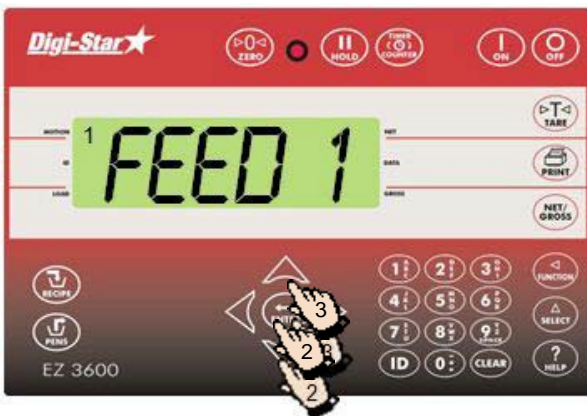 Digi-Star
▷0◁ ZERO
HOLD
TIMER COUNTER
ON
OFF
▷T◁ TARE
PRINT
NET/ GROSS
MOTION
ID
LOAD
NET
DATA
GROSS
1 FEED 1
RECIPE
PENS
EZ 3600
3
2
2
1
2
3
4
5
6
7
8
9
ID
0
CLEAR
FUNCTION
SELECT
?
HELP